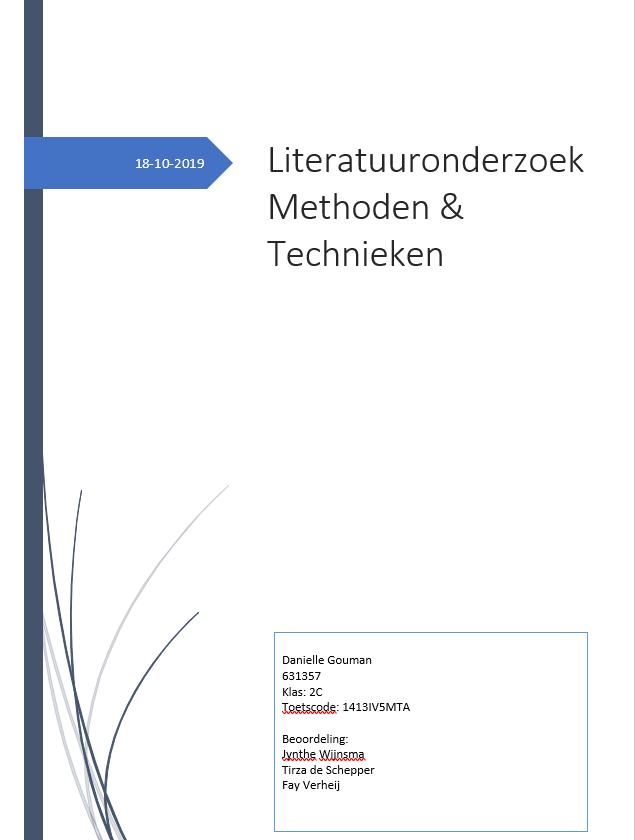 18-10-2019
Literatuuronderzoek
Methoden &
Technieken
Danielle Gouman
631357
Klas: 2C
Toetscode: 1413IV5MTA
Beoordeling:
Jynthe Wijnsma
Tirza de Schepper
Fay Verheij